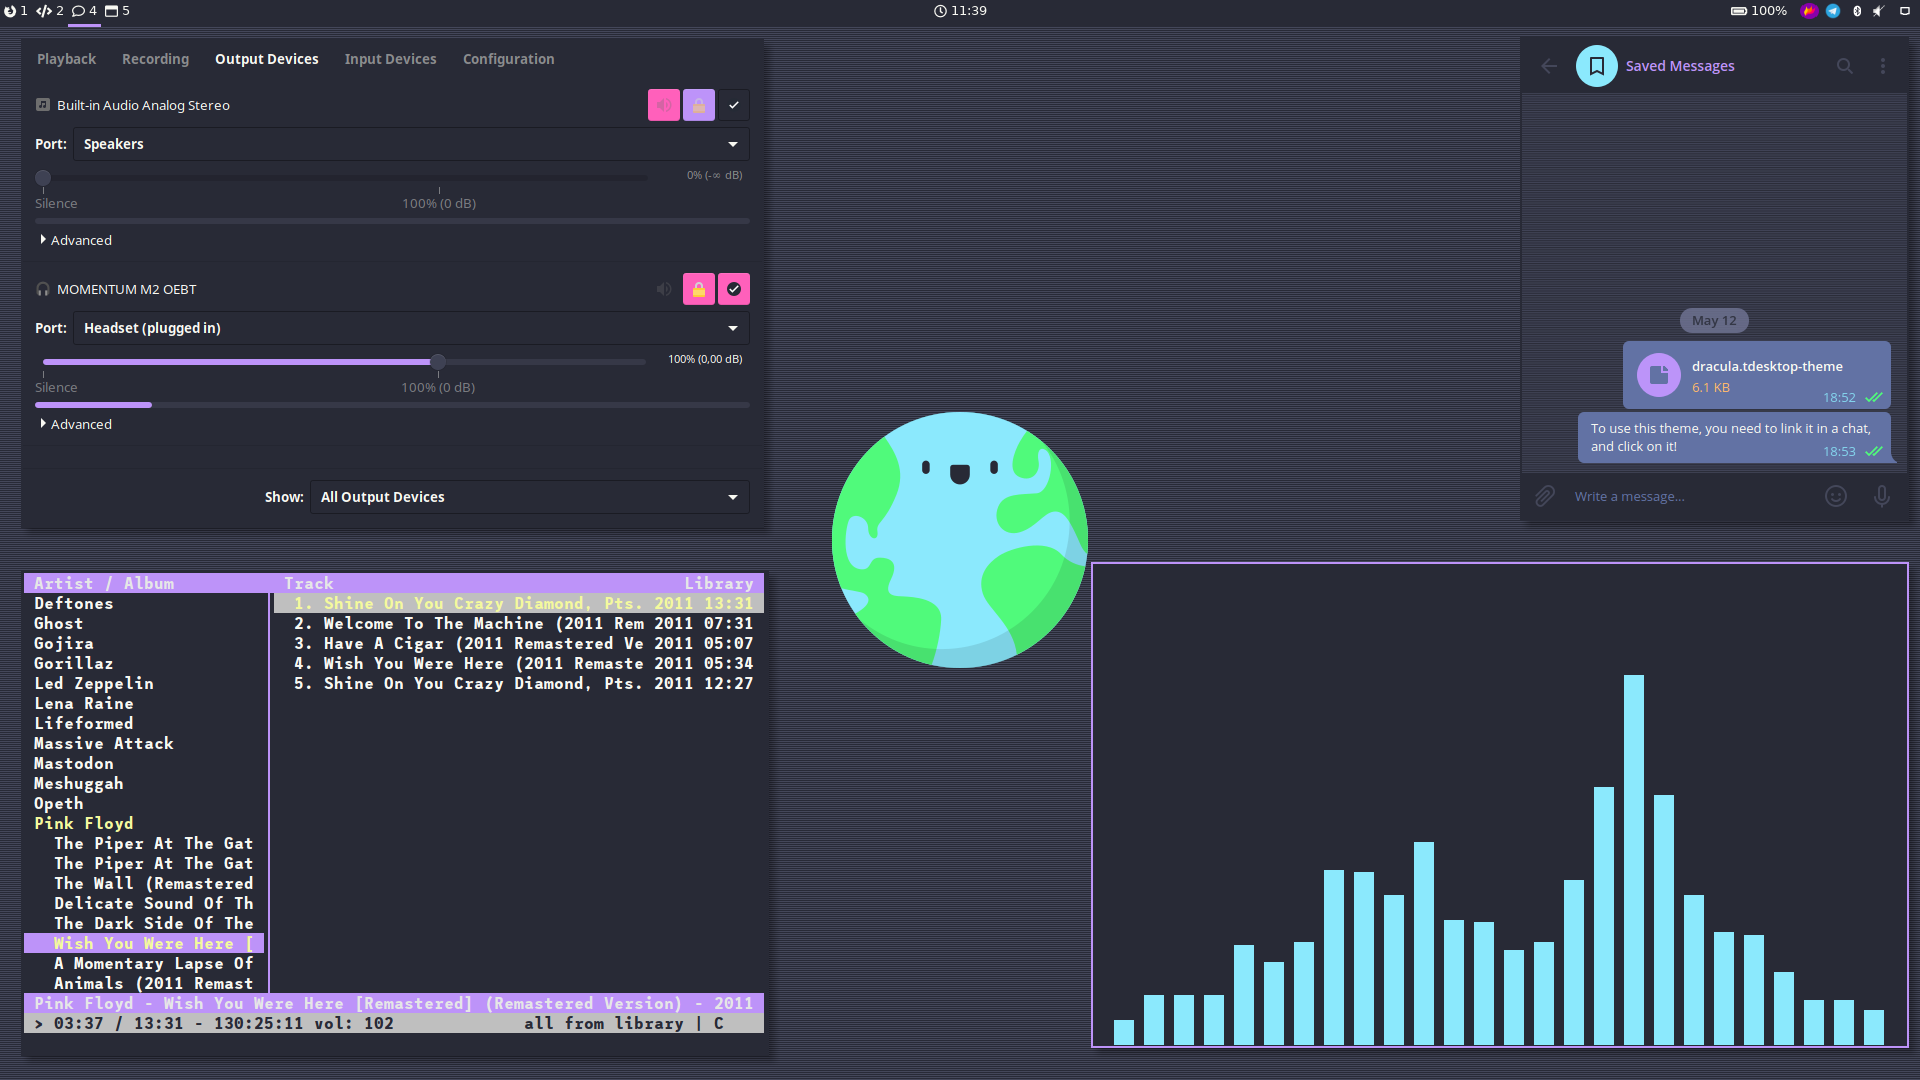 1 2 4 5
11:39
100%
Playback Recording Output Devices Input Devices Configuration
Built-in Audio Analog Stereo
Port: Speakers
0% (-∞ dB)
Silence 100% (0 dB)
Advanced
MOMENTUM M2 OEBT
Port: Headset (plugged in)
100% (0,00 dB)
Silence 100% (0 dB)
Advanced
Show: All Output Devices
Saved Messages
May 12
dracula.tdesktop-theme
6.1 KB
18:52
To use this theme, you need to link it in a chat,
and click on it!
18:53
Write a message...
Artist / Album Track Library
Deftones 1. Shine On You Crazy Diamond, Pts. 2011 13:31
Ghost 2. Welcome To The Machine (2011 Rem 2011 07:31
Gojira 3. Have A Cigar (2011 Remastered Ve 2011 05:07
Gorillaz 4. Wish You Were Here (2011 Remaste 2011 05:34
Led Zeppelin 5. Shine On You Crazy Diamond, Pts. 2011 12:27
Lena Raine
Lifeformed
Massive Attack
Mastodon
Meshuggah
Opeth
Pink Floyd
The Piper At The Gat
The Piper At The Gat
The Wall (Remastered
Delicate Sound Of Th
The Dark Side Of The
Wish You Were Here [
A Momentary Lapse Of
Animals (2011 Remast
Pink Floyd - Wish You Were Here [Remastered] (Remastered Version) - 2011
> 03:37 / 13:31 - 130:25:11 vol: 102 all from library | C